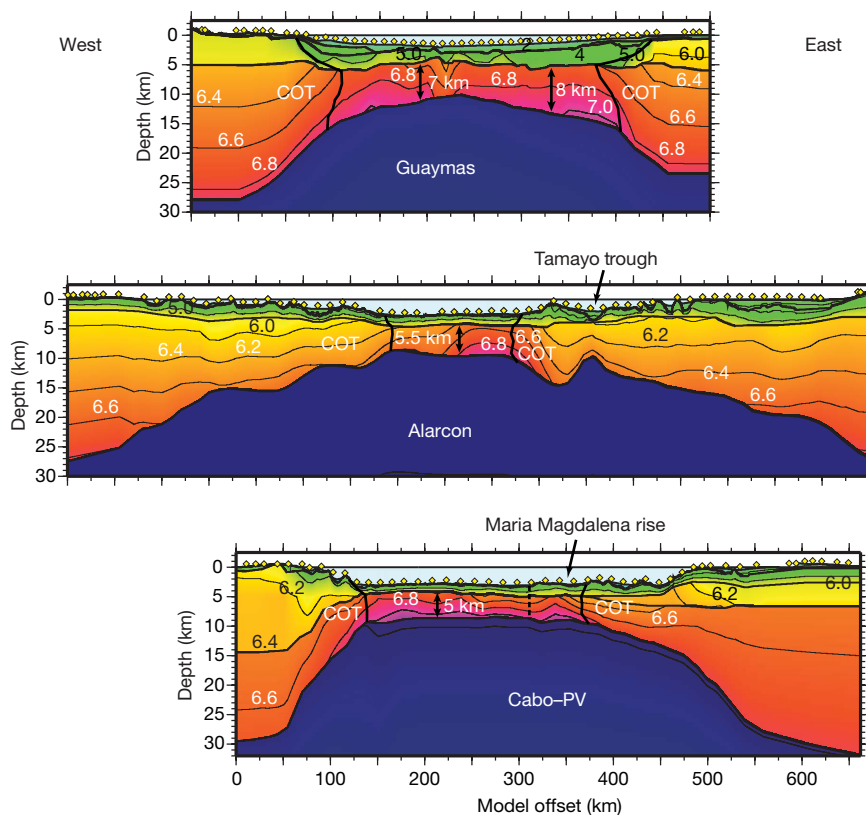 West
East
Depth (km)
0
5
10
15
20
25
30
5.0
2
4
5.0
6.0
6.8
7 km
6.8
8 km
7.0
COT
COT
6.4
6.6
6.8
6.4
6.6
6.8
Guaymas
Tamayo trough
Depth (km)
0
5
10
15
20
25
30
5.0
6.0
6.2
6.4
6.6
COT
5.5 km
6.8
6.6
COT
6.2
6.4
6.6
Alarcon
Maria Magdalena rise
Depth (km)
0
5
10
15
20
25
30
6.2
6.4
6.6
COT
6.8
5 km
COT
6.6
6.2
6.0
Cabo–PV
0 100 200 300 400 500 600
Model offset (km)